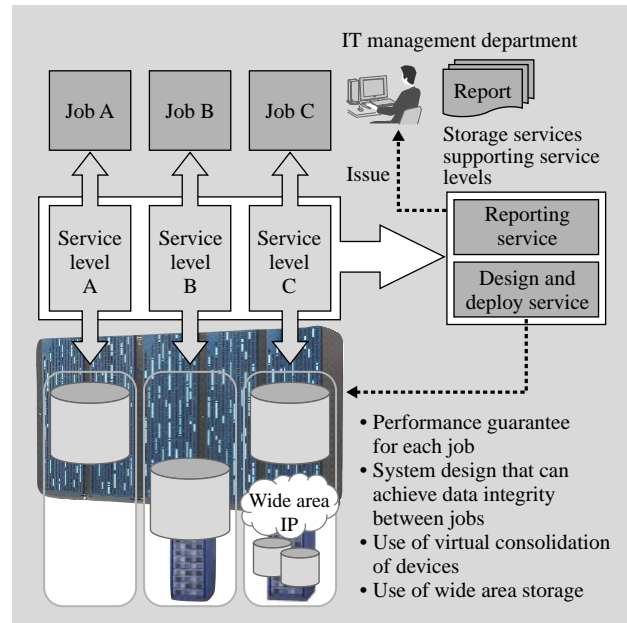 IT management department
Job A
Job B
Job C
Report
Storage services
supporting service
levels
Issue
Service
level
A
Service
level
B
Service
level
C
Reporting
service
Design and
deploy service
Wide area
IP
• Performance guarantee
for each job
• System design that can
achieve data integrity
between jobs
• Use of virtual consolidation
of devices
• Use of wide area storage